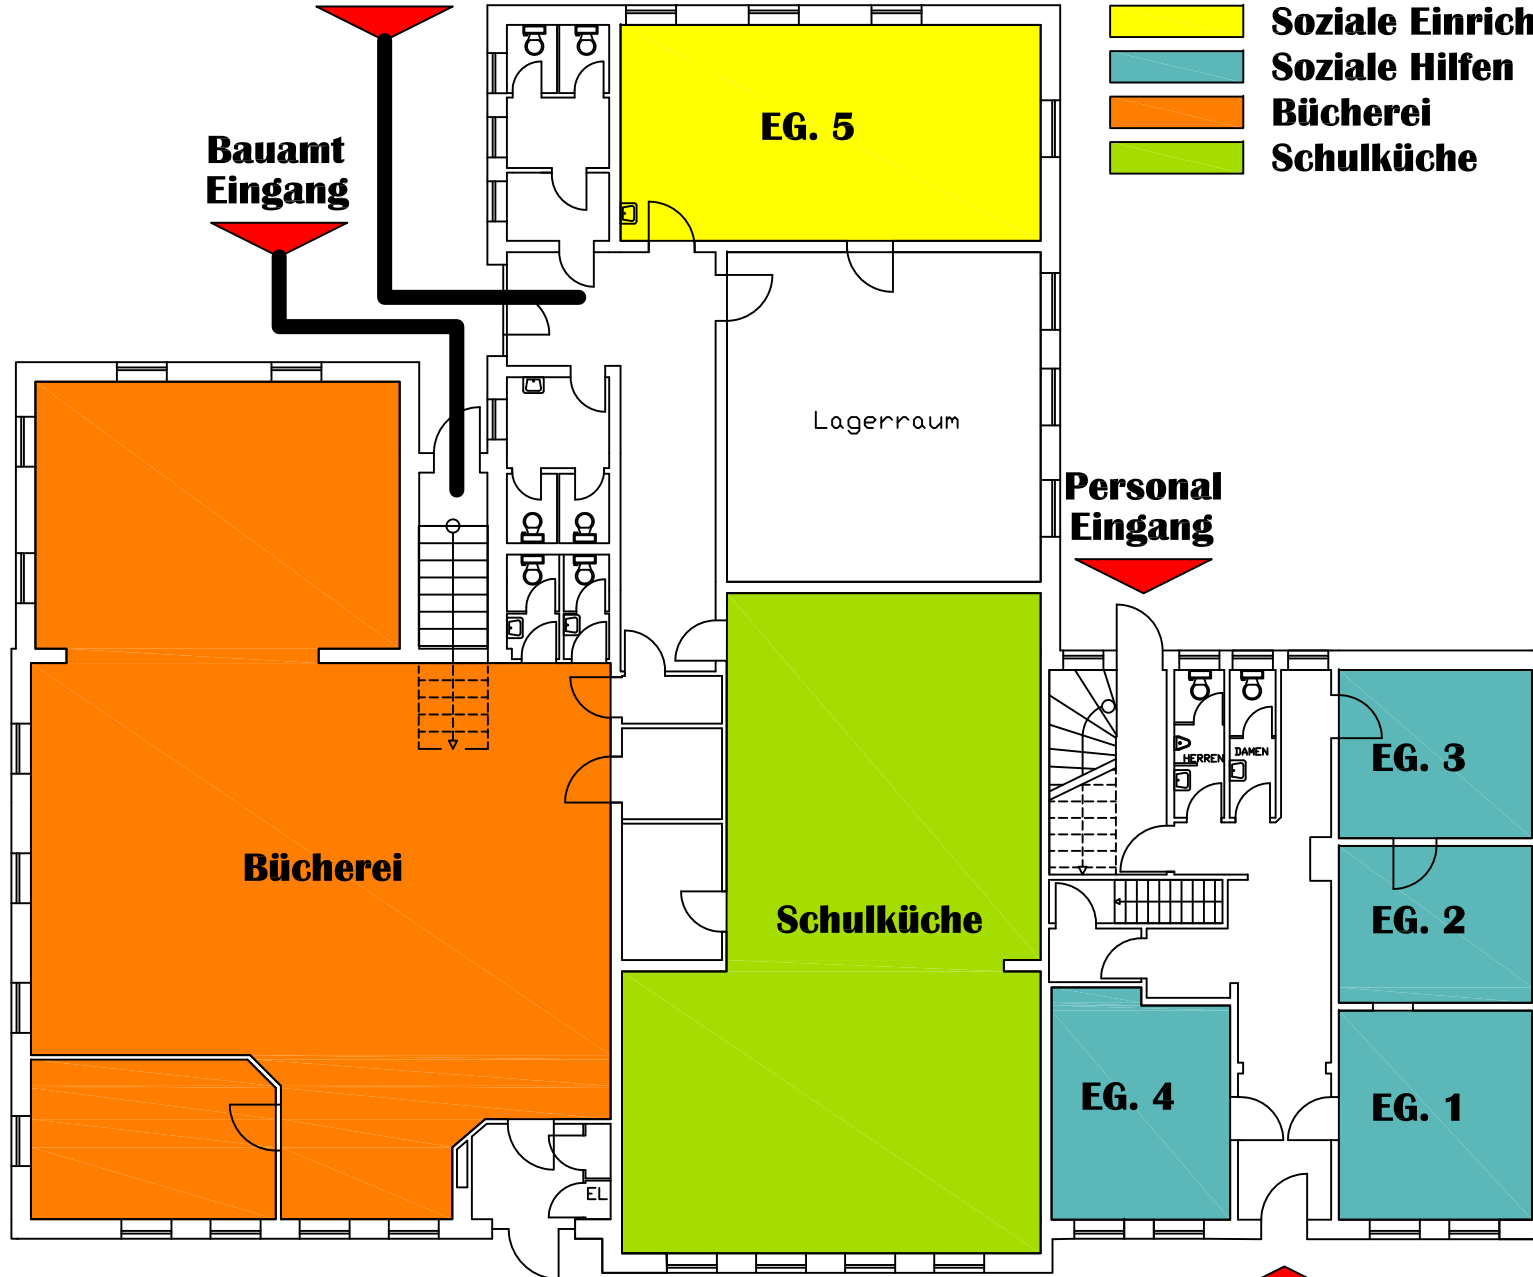 Soziale Einrich
Soziale Hilfen
Bücherei
Schulküche
EG. 5
Bauamt
Eingang
Lagerraum
Personal
Eingang
HERREN
DAMEN
EG. 3
Bücherei
Schulküche
EG. 2
EG. 4
EG. 1
EL